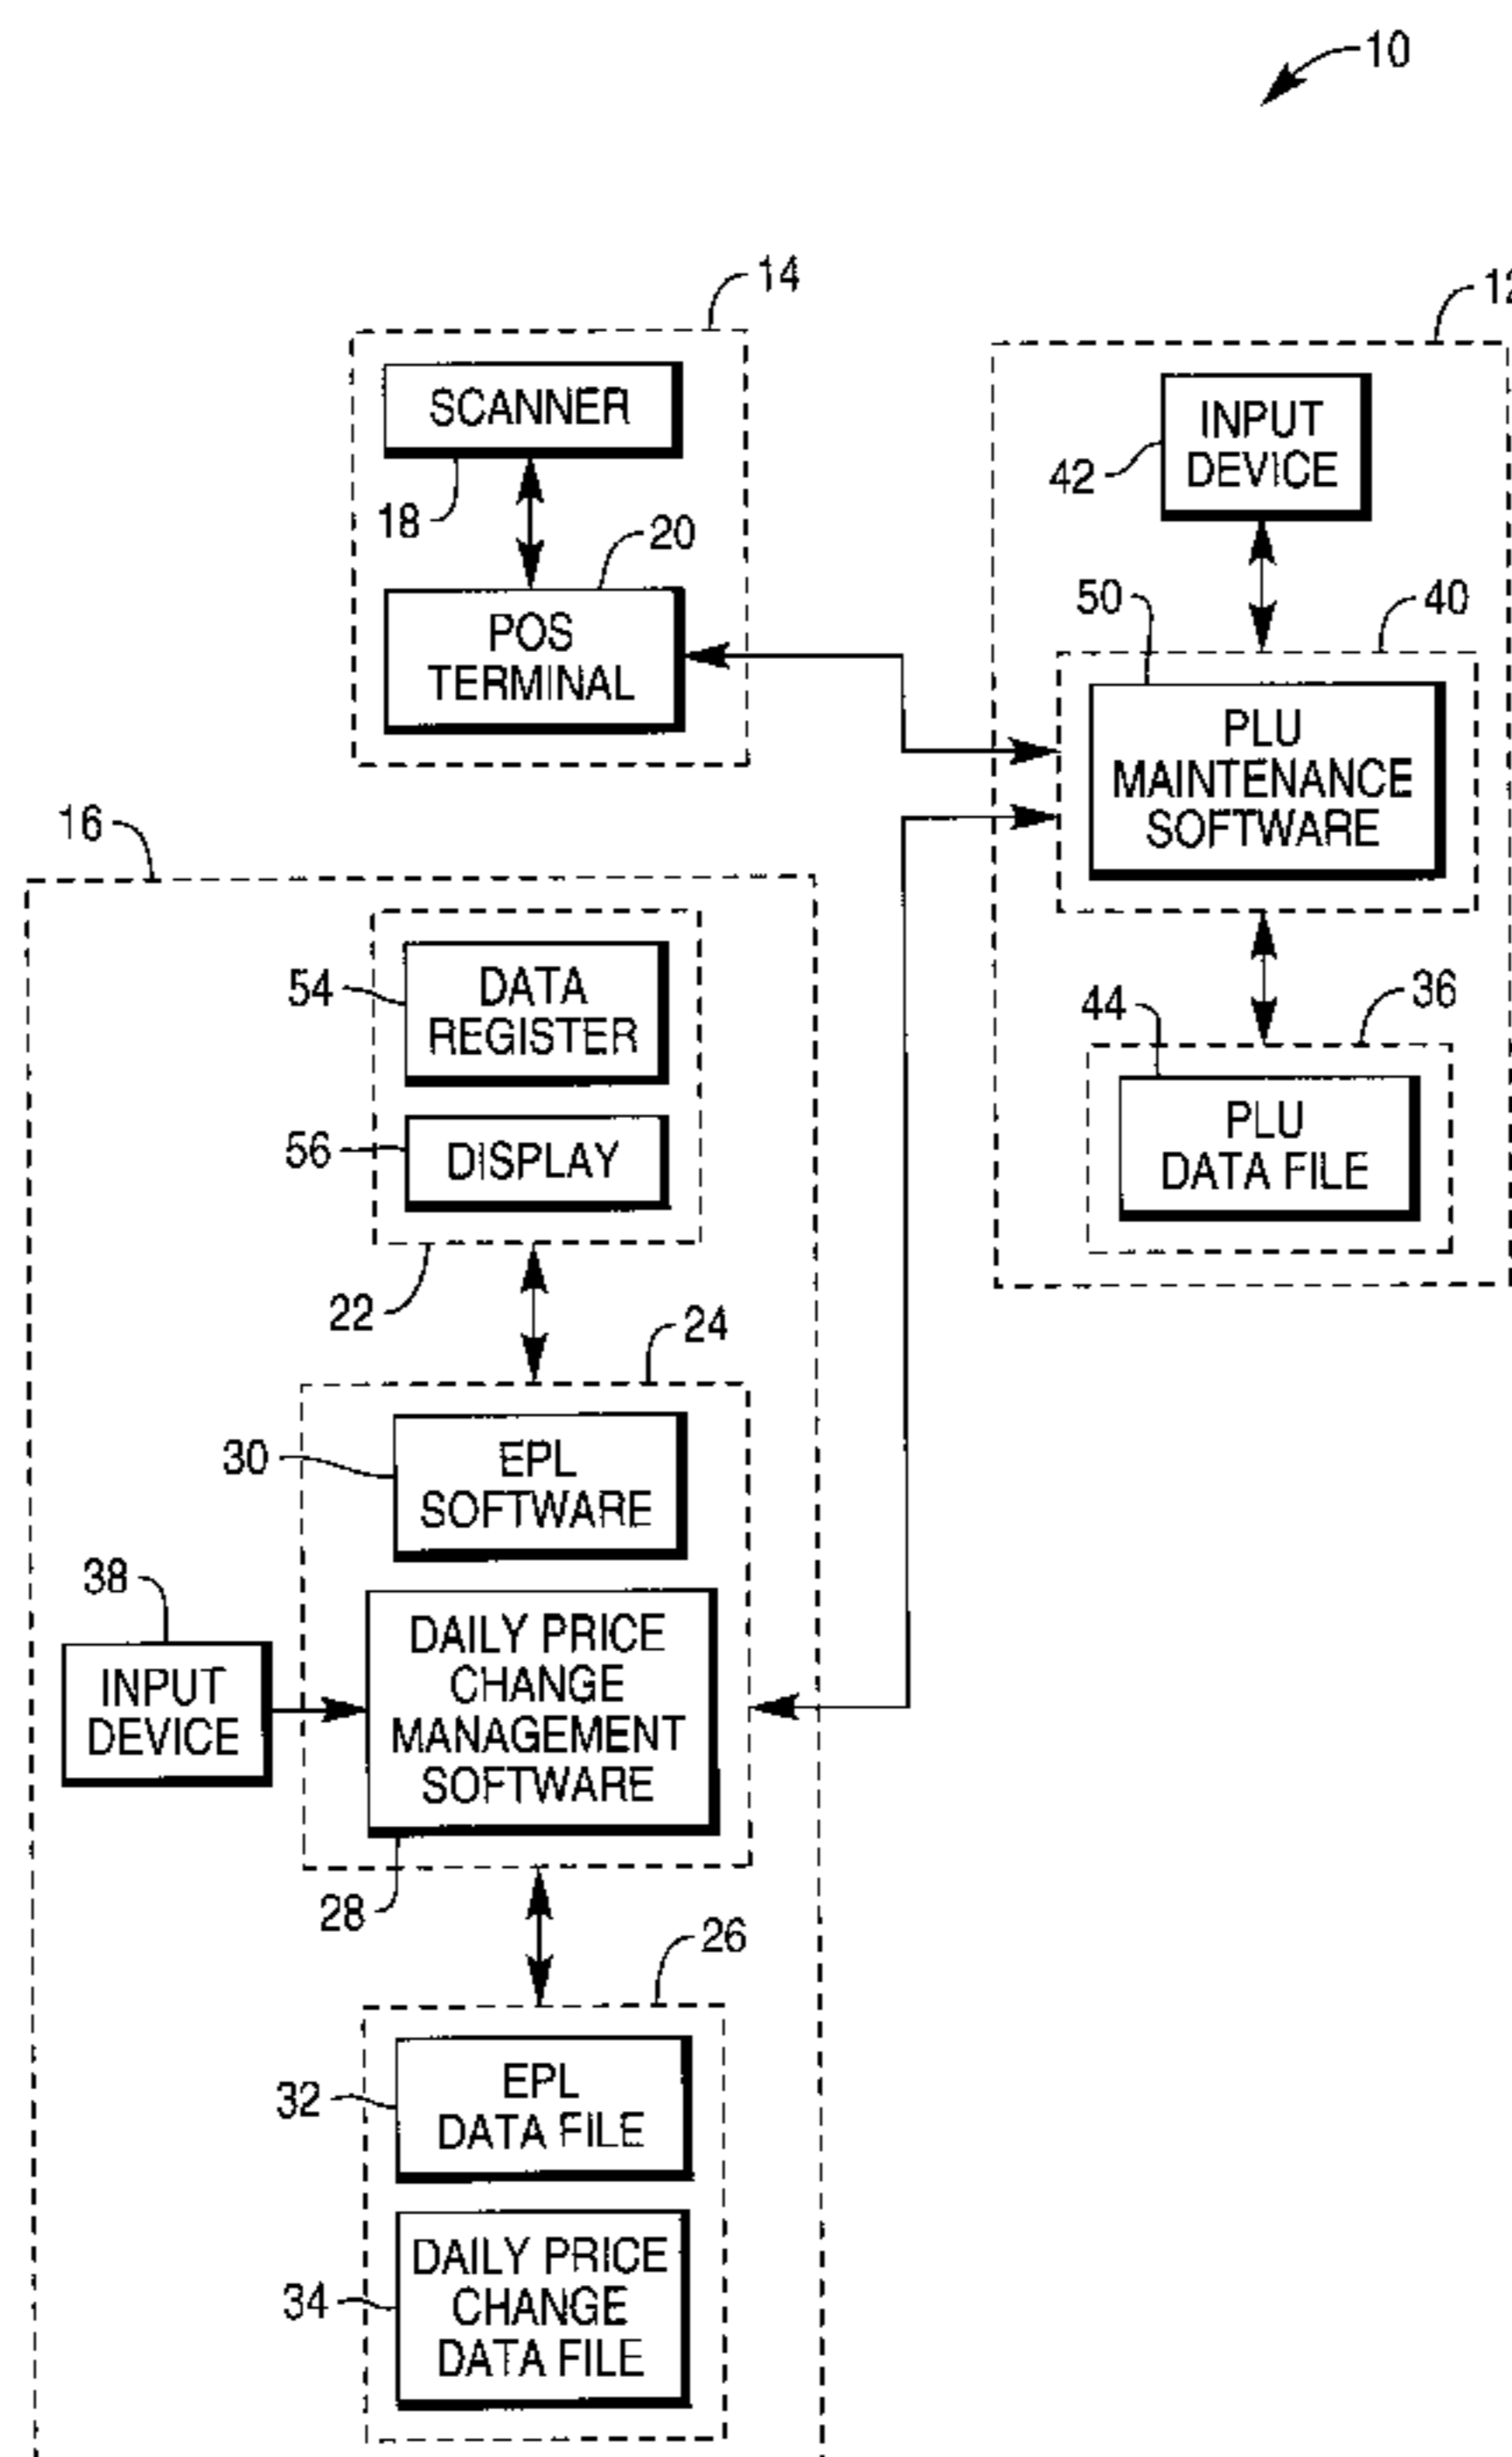 10
14
12
SCANNER
18
20
POS
TERMINAL
INPUT
DEVICE
42
50
40
PLU
MAINTENANCE
SOFTWARE
44
36
PLU
DATA FILE
16
54
DATA
REGISTER
56
DISPLAY
22
24
30
EPL
SOFTWARE
38
INPUT
DEVICE
DAILY PRICE
CHANGE
MANAGEMENT
SOFTWARE
28
26
32
EPL
DATA FILE
34
DAILY PRICE
CHANGE
DATA FILE